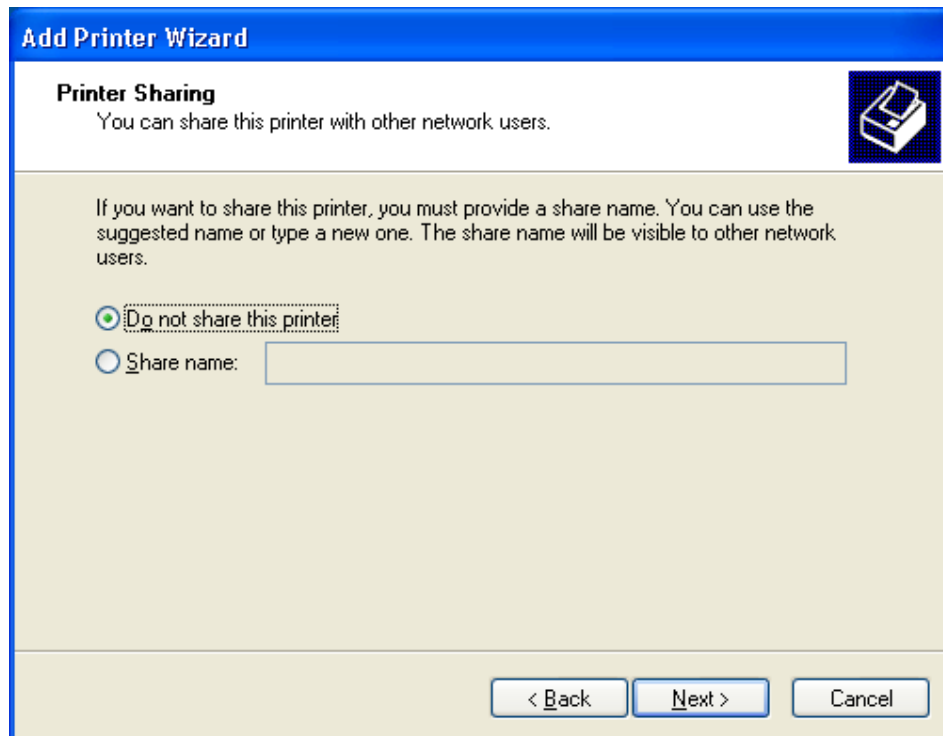 Add Printer Wizard
Printer Sharing
You can share this printer with other network users.
If you want to share this printer, you must provide a share name. You can use the
suggested name or type a new one. The share name will be visible to other network
users.
Do not share this printer
Share name:
< Back Next > Cancel